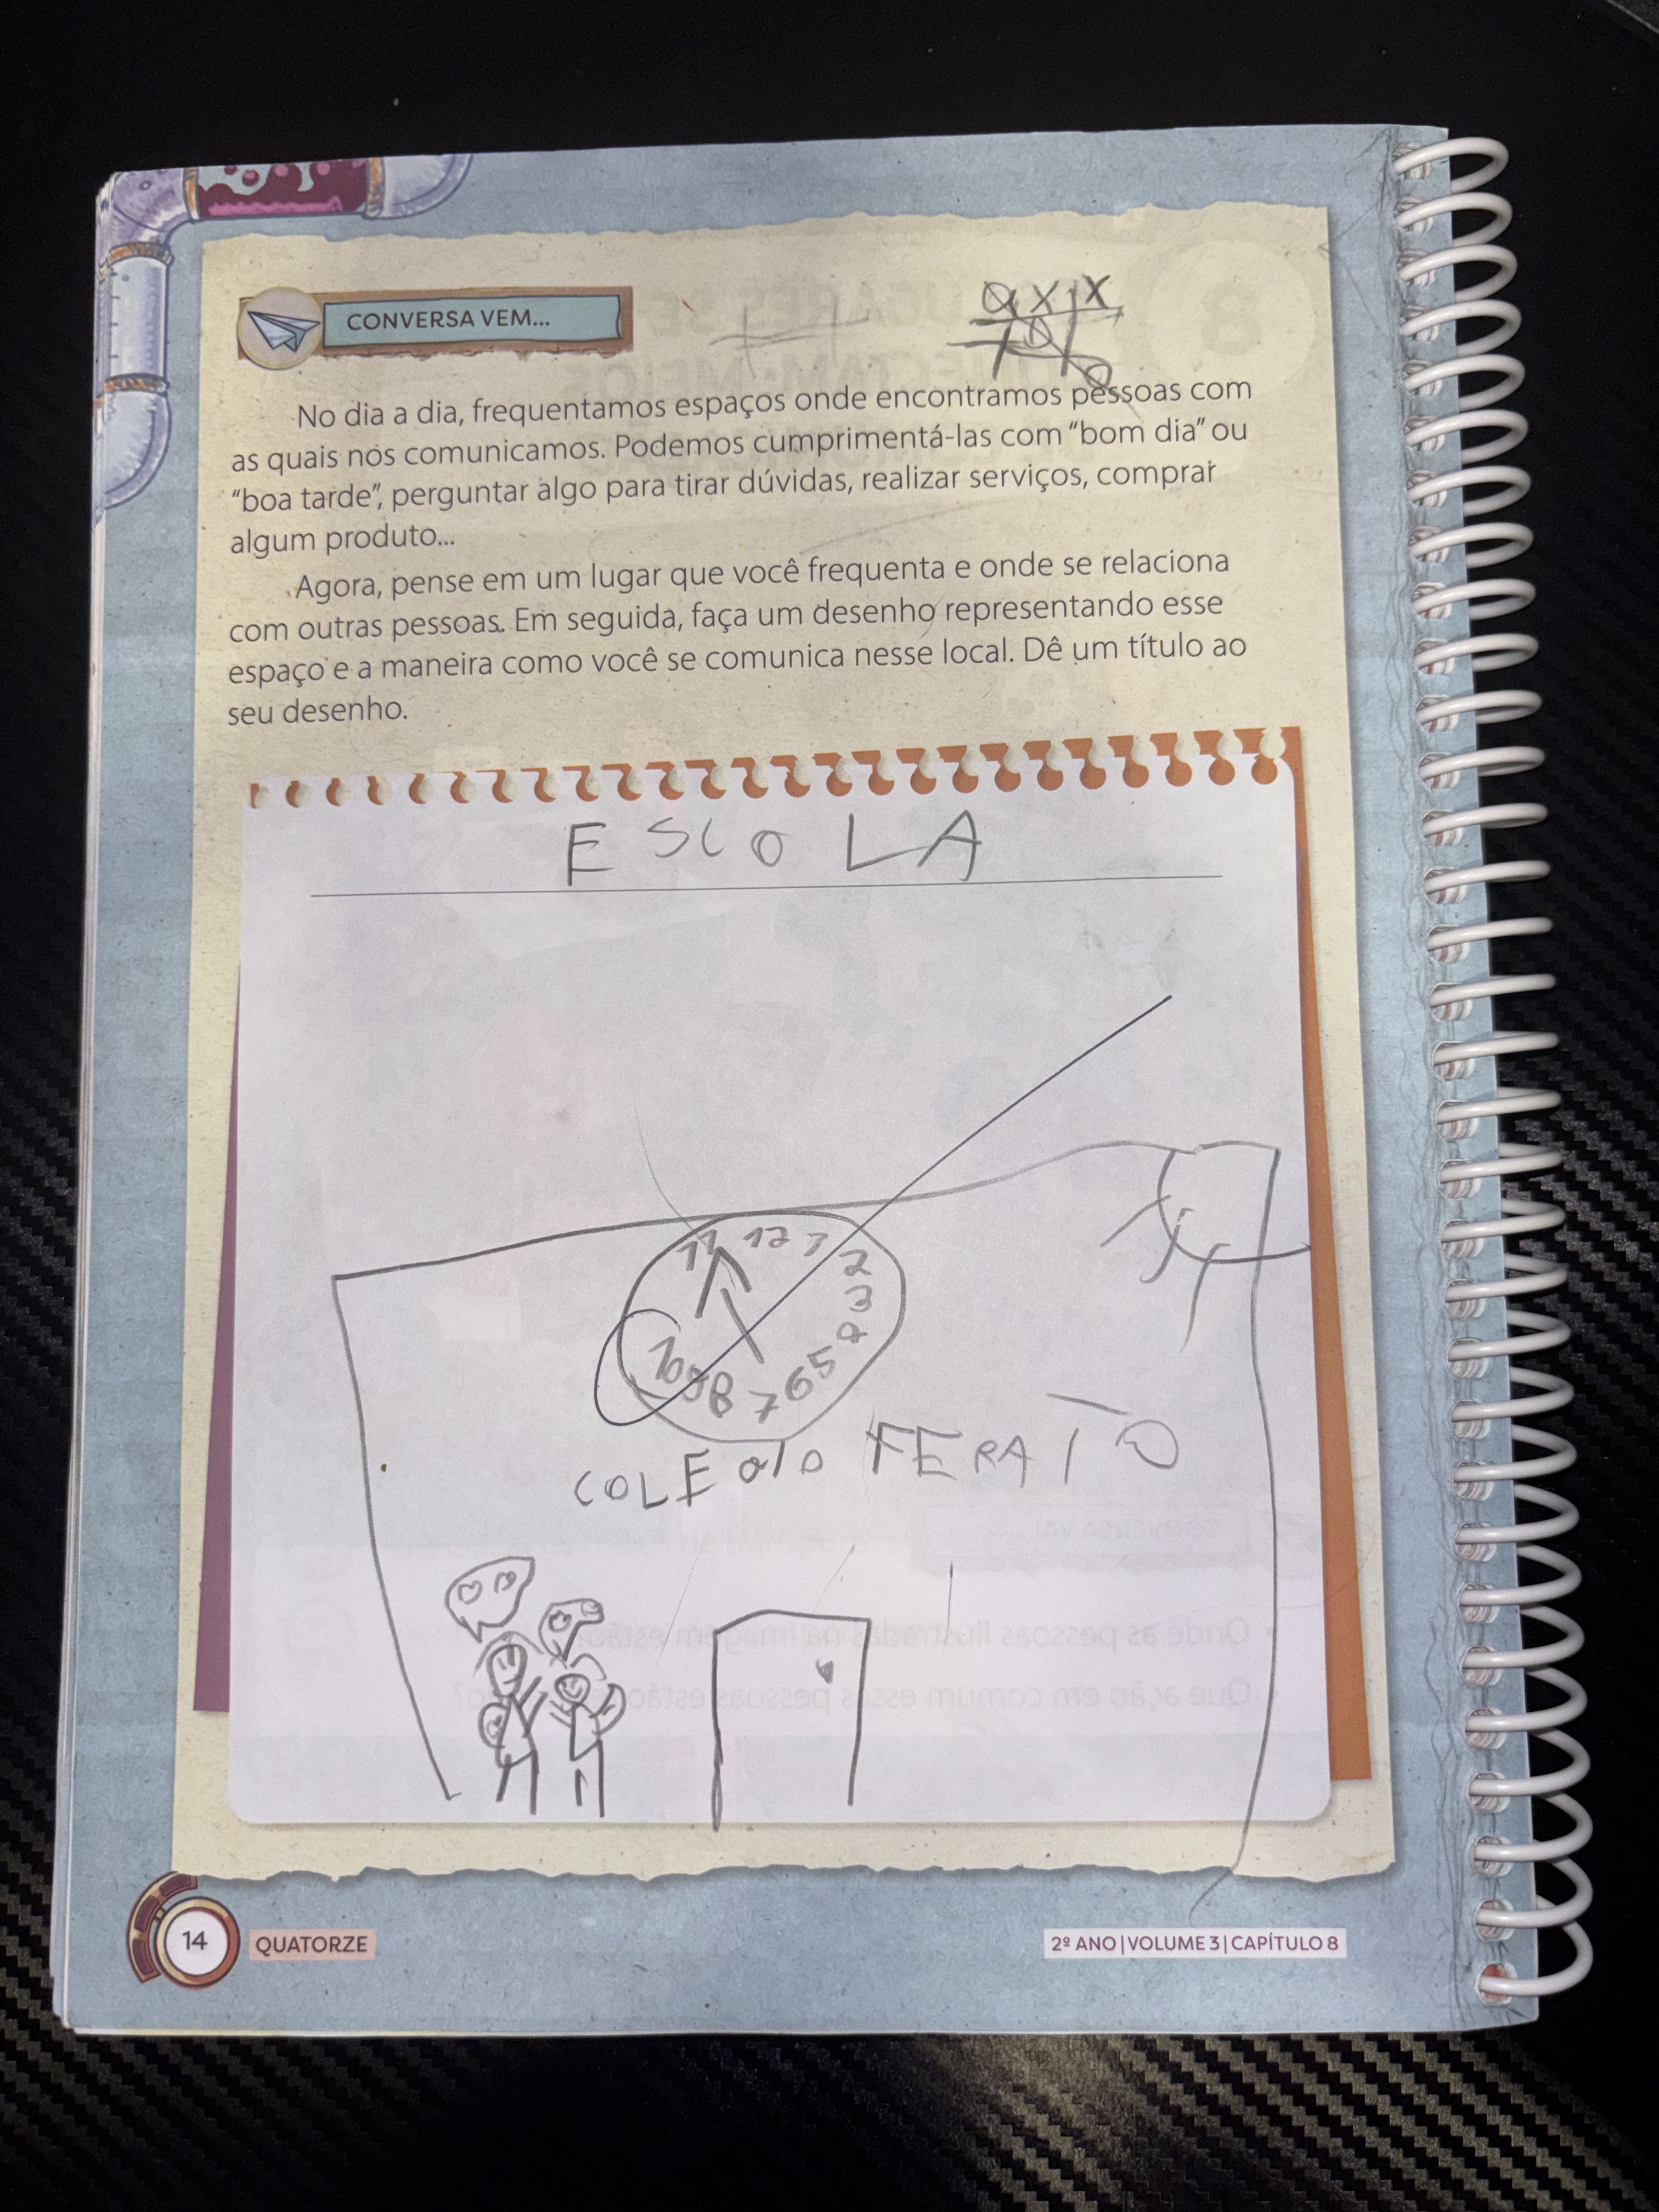 CONVERSA VEM...
O X X
O
O
No dia a dia, frequentamos espaços onde encontramos pessoas com
as quais nos comunicamos. Podemos cumprimentá-las com “bom dia” ou
“boa tarde”, perguntar algo para tirar dúvidas, realizar serviços, comprar
algum produto...
Agora, pense em um lugar que você frequenta e onde se relaciona
com outras pessoas. Em seguida, faça um desenho representando esse
espaço e a maneira como você se comunica nesse local. Dê um título ao
seu desenho.
ESCOLA
11 12 1
2
3
5
6
7
8
COLEGIO FERATO
14 QUATORZE
2º ANO | VOLUME 3 | CAPÍTULO 8